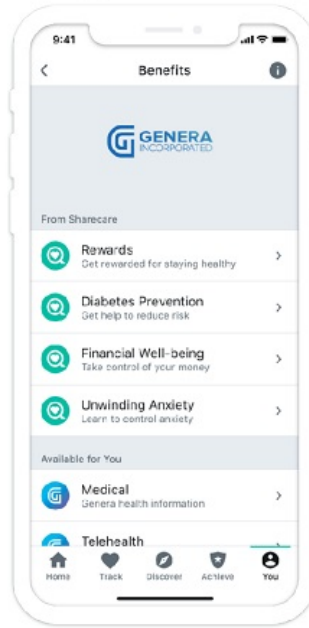 9:41
Benefits
GENERA
INCORPORATED
From Sharecare
Rewards
Get rewarded for staying healthy
Diabetes Prevention
Get help to reduce risk
Financial Well-being
Take control of your money
Unwinding Anxiety
Learn to control anxiety
Available for You
Medical
Genera health information
Telehealth
Home Track Discover Achieve You